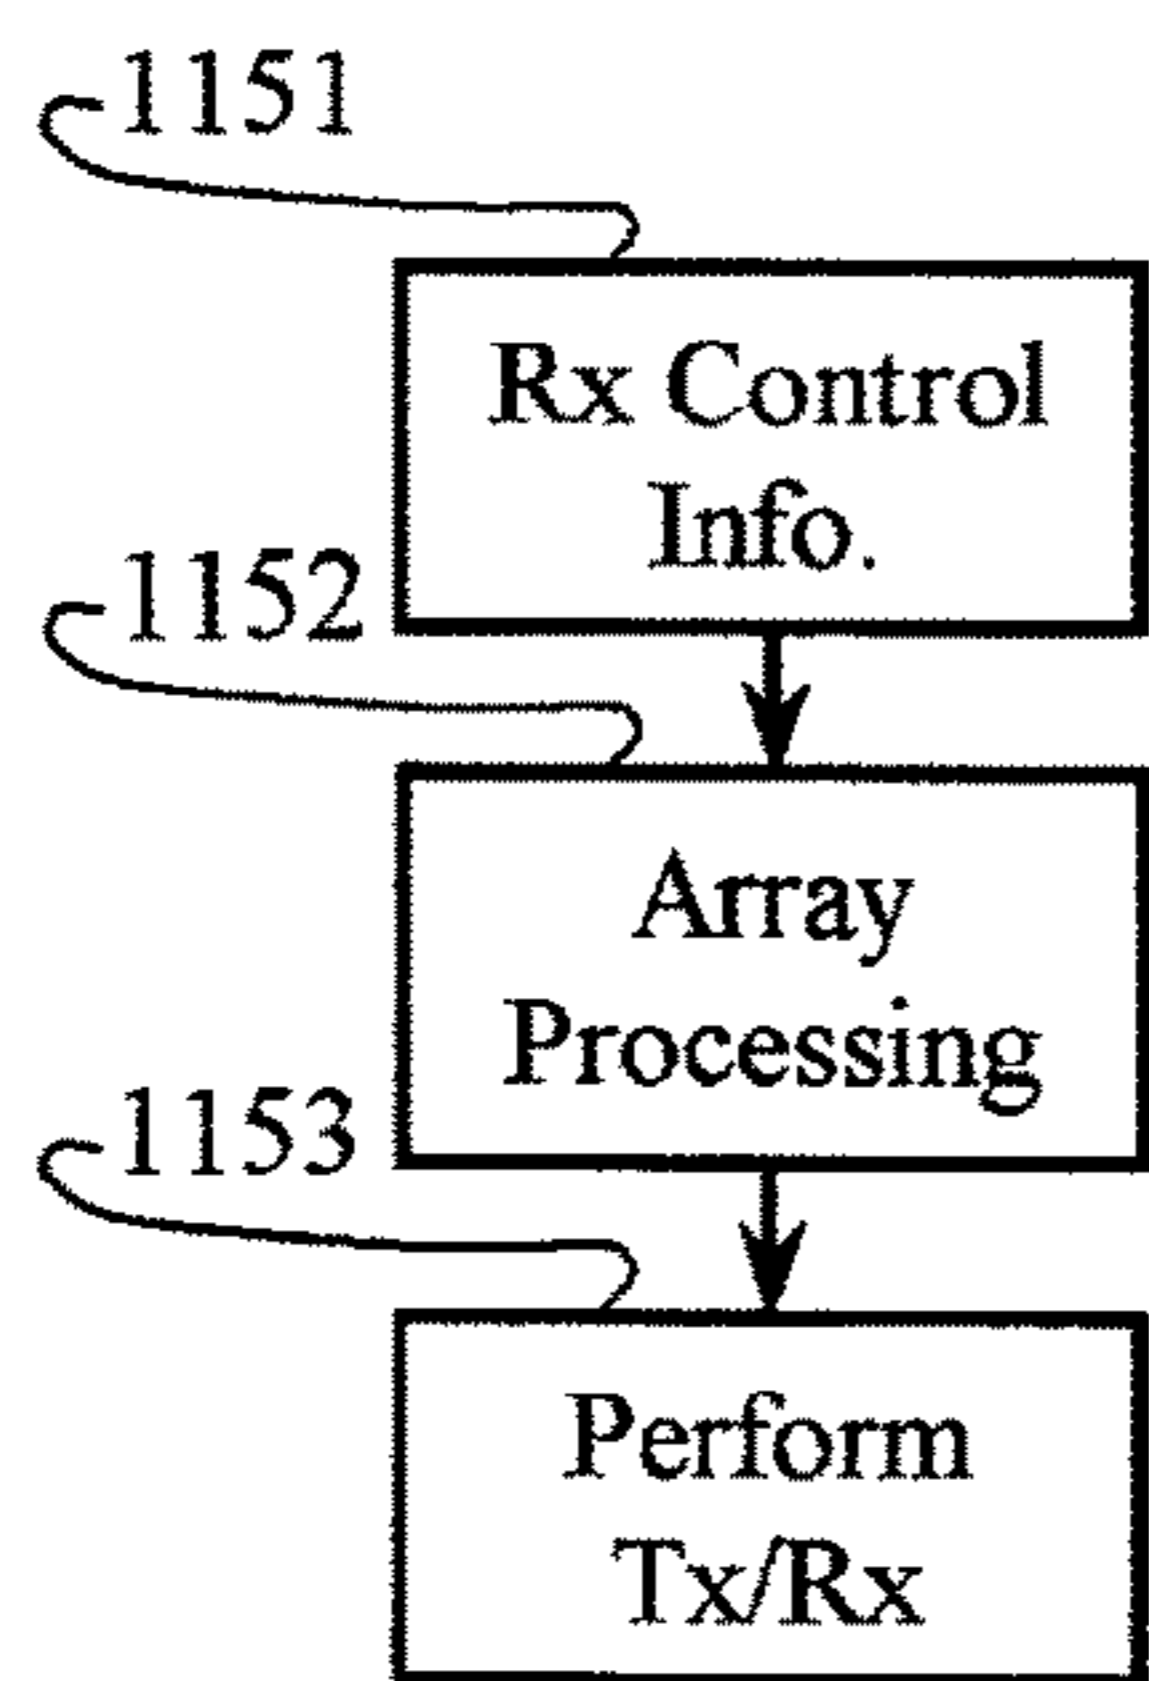 1151
Rx Control
Info.
1152
Array
Processing
1153
Perform
Tx/Rx